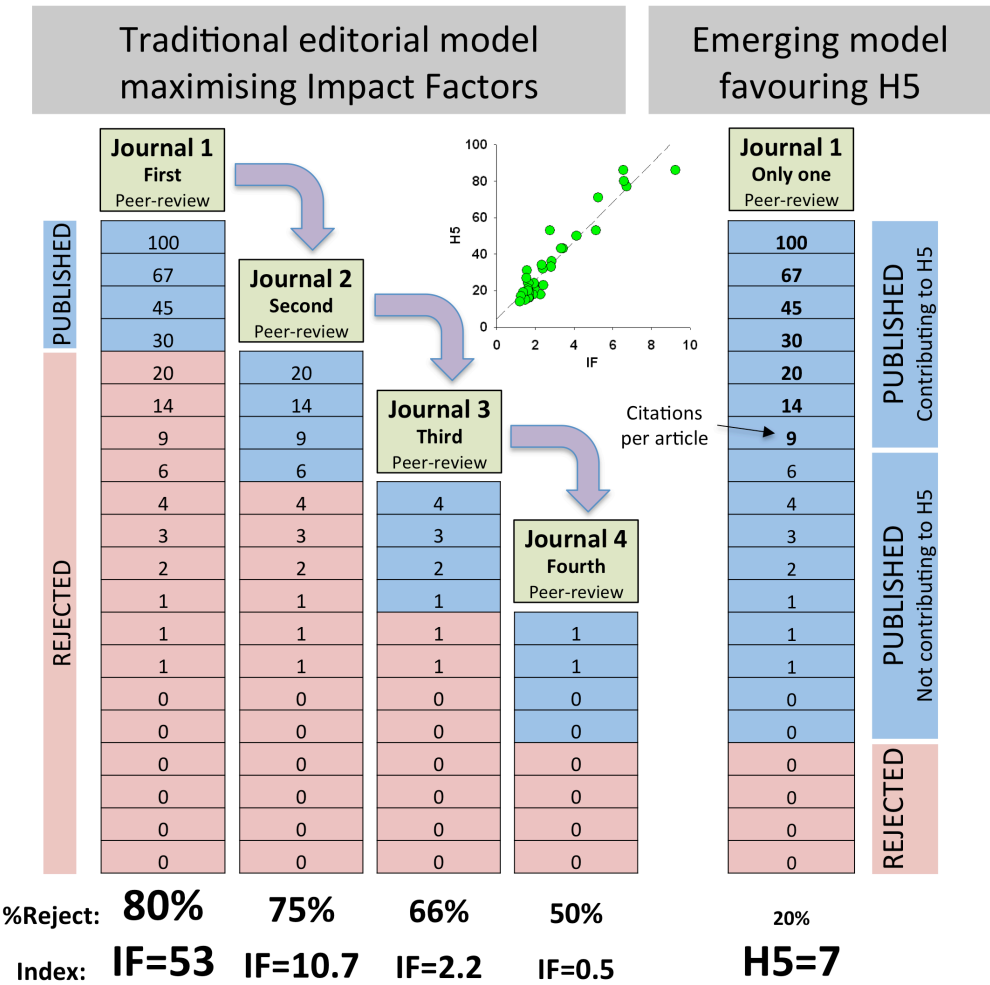 Traditional editorial model
maximising Impact Factors
Emerging model
favouring H5
Journal 1
First
Peer-review
PUBLISHED
100
67
45
30
REJECTED
20
14
9
6
4
3
2
1
1
1
0
0
0
0
0
0
Journal 2
Second
Peer-review
20
14
9
6
4
3
2
1
1
1
0
0
0
0
0
0
Journal 3
Third
Peer-review
4
3
2
1
1
1
0
0
0
0
0
0
Journal 4
Fourth
Peer-review
1
1
0
0
0
0
0
0
H5
100
80
60
40
20
0
0
2
4
6
8
10
IF
Citations
per article
Journal 1
Only one
Peer-review
100
67
45
30
20
14
9
6
4
3
2
1
1
1
0
0
0
0
0
0
PUBLISHED
Contributing to H5
PUBLISHED
Not contributing to H5
REJECTED
%Reject: 80% 75% 66% 50% 20%
Index: IF=53 IF=10.7 IF=2.2 IF=0.5 H5=7